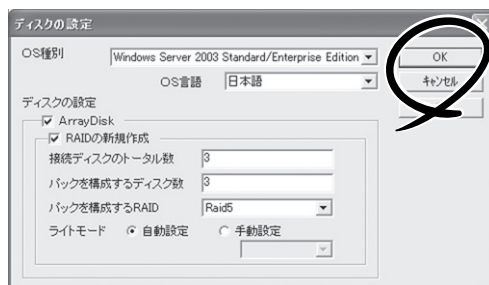 ディスクの設定
OS種別 Windows Server 2003 Standard/Enterprise Edition
OK
OS言語 日本語
キャンセル
ディスクの設定
ArrayDisk
RAIDの新規作成
接続ディスクのトータル数 3
パックを構成するディスク数 3
パックを構成するRAID Raid5
ライトモード 自動設定 手動設定